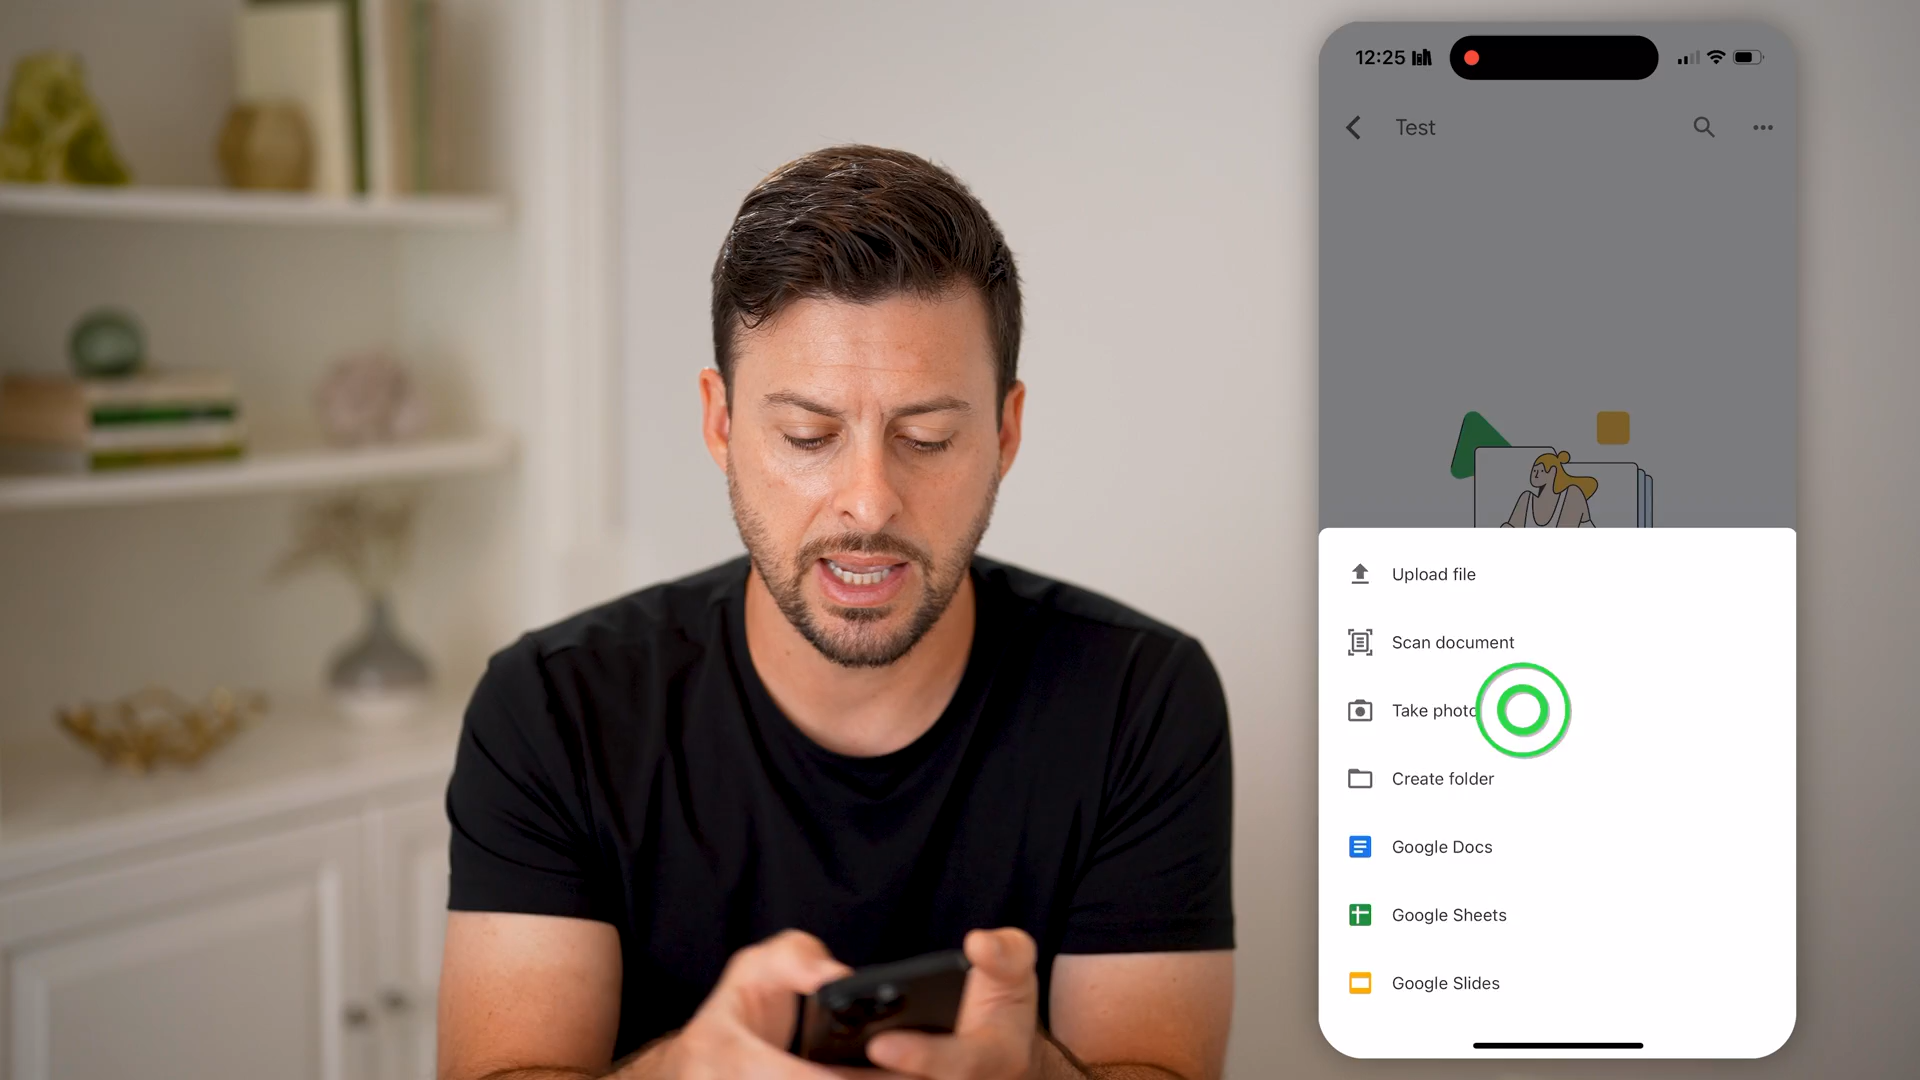 12:25
Test
Upload file
Scan document
Take photo
Create folder
Google Docs
Google Sheets
Google Slides